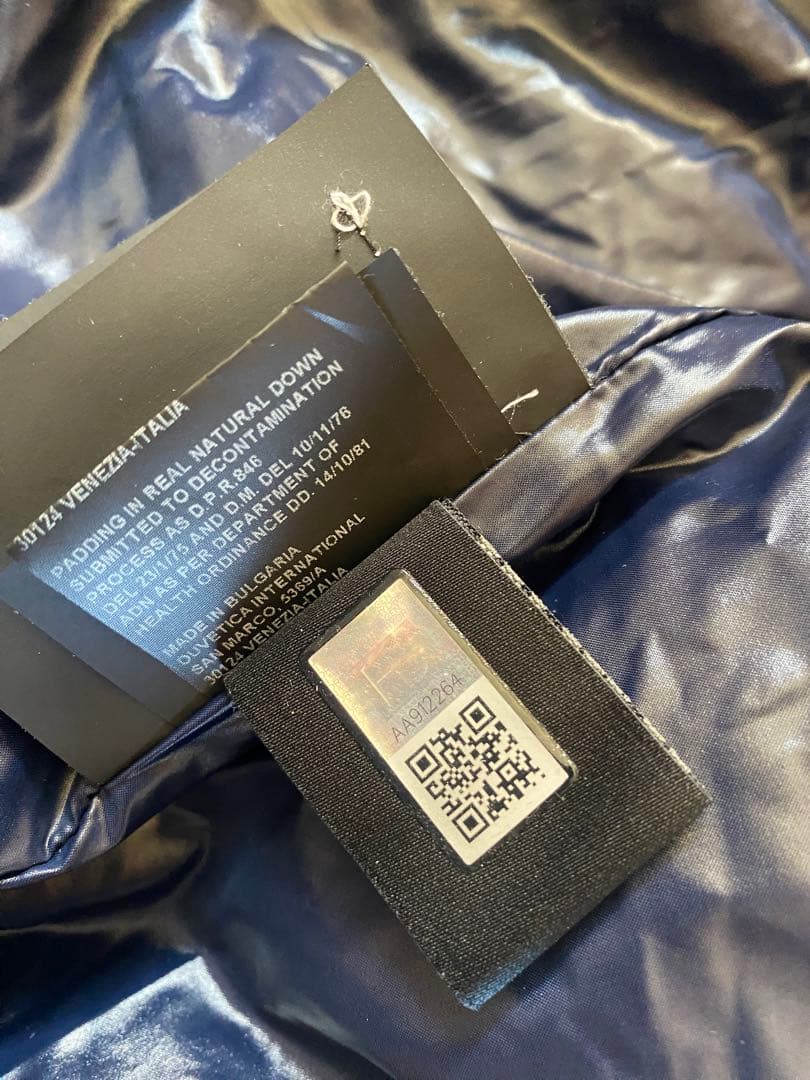 30124 VENEZIA-ITALIA
PADDING IN REAL NATURAL DOWN
SUBMITTED TO DECONTAMINATION
PROCESS AS D.P.R.846
DEL 23/1/75 AND D.M. DEL 10/11/76
ADN AS PER DEPARTMENT OF
HEALTH ORDINANCE DD. 14/10/81
MADE IN BULGARIA
DUVETICA INTERNATIONAL
SAN MARCO, 5369/A
30124 VENEZIA-ITALIA
AA912264